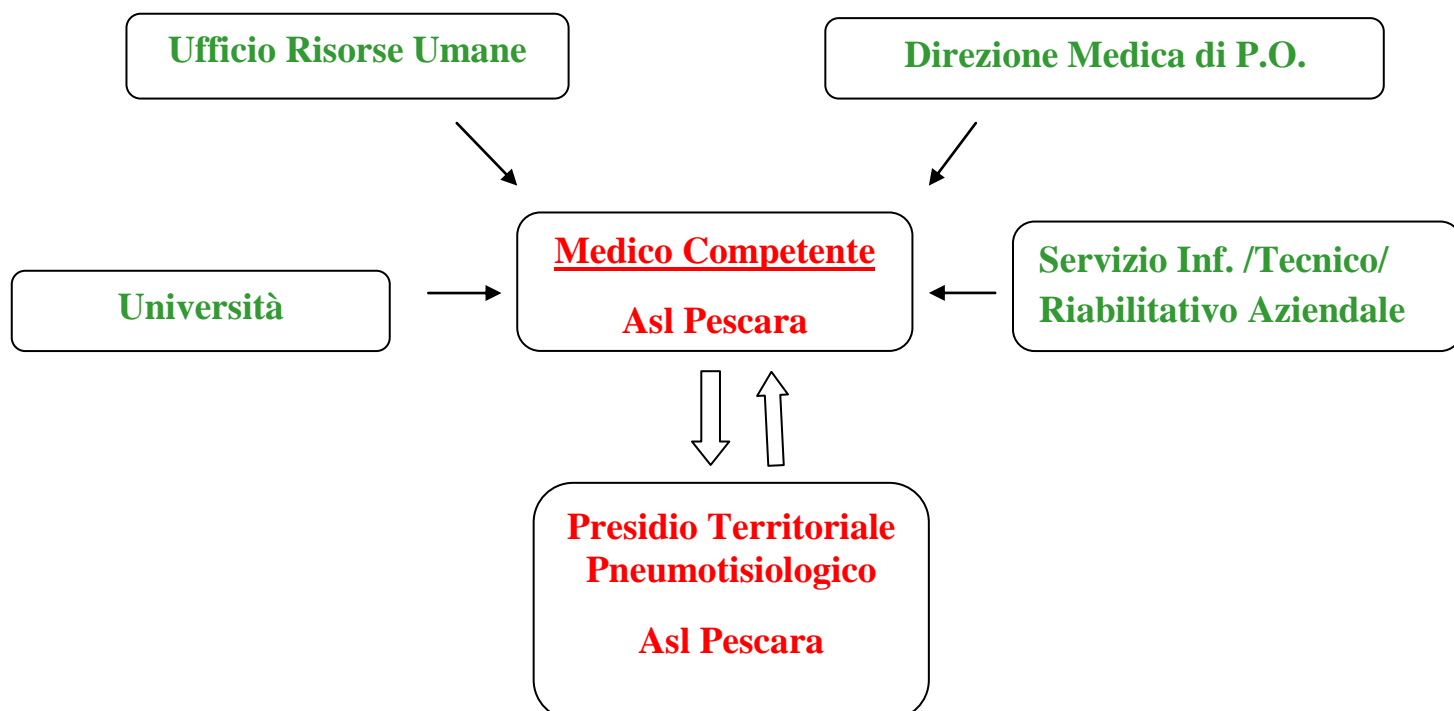 Ufficio Risorse Umane
Direzione Medica di P.O.
Medico Competente
Asl Pescara
Università
Servizio Inf. /Tecnico/
Riabilitativo Aziendale
Presidio Territoriale
Pneumotisiologico
Asl Pescara